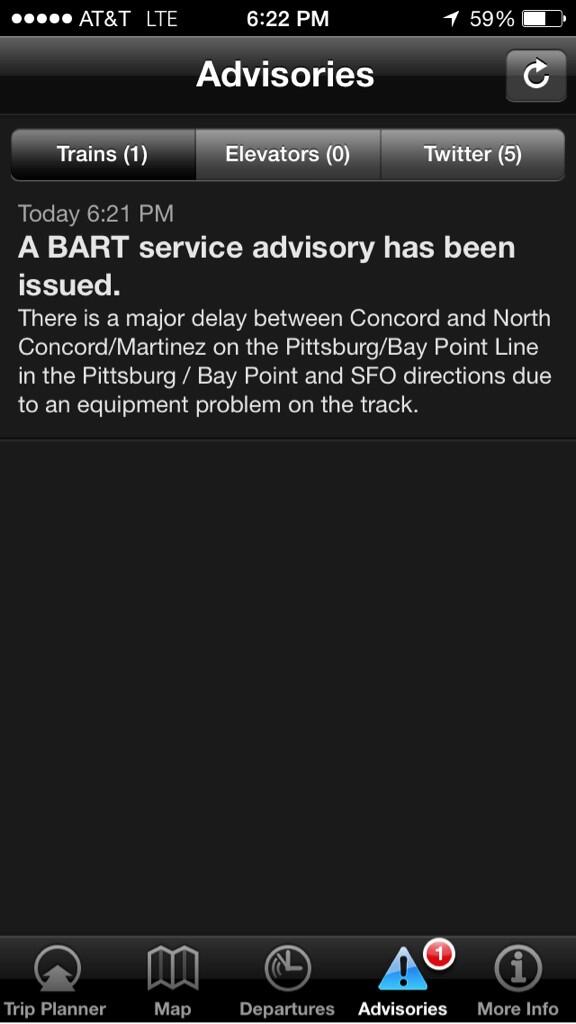 AT&T LTE 6:22 PM 59%
Advisories
Trains (1) Elevators (0) Twitter (5)
Today 6:21 PM
A BART service advisory has been
issued.
There is a major delay between Concord and North
Concord/Martinez on the Pittsburg/Bay Point Line
in the Pittsburg / Bay Point and SFO directions due
to an equipment problem on the track.
1
Trip Planner Map Departures Advisories More Info